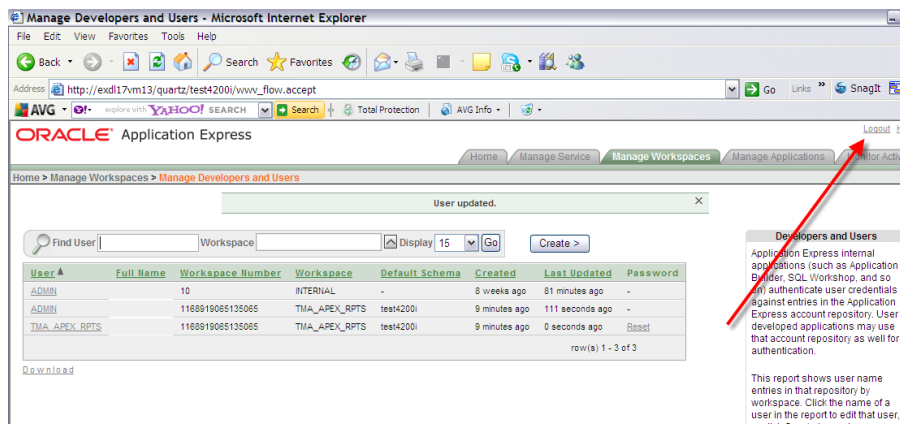 Manage Developers and Users - Microsoft Internet Explorer
File Edit View Favorites Tools Help
Back Search Favorites
Address http://exdl17vm13/quartz/test4200i/wwv_flow.accept Go Links » SnagIt
AVG Y! explore with YAHOO! SEARCH Search Total Protection AVG Info
ORACLE Application Express
Logout
Home Manage Service Manage Workspaces Manage Applications Monitor Activ
Home > Manage Workspaces > Manage Developers and Users
User updated.
Find User Workspace Display 15 Go Create >
User Full Name Workspace Number Workspace Default Schema Created Last Updated Password
ADMIN 10 INTERNAL - 8 weeks ago 81 minutes ago -
ADMIN 1168919065135065 TMA_APEX_RPTS test4200i 9 minutes ago 111 seconds ago -
TMA_APEX_RPTS 1168919065135065 TMA_APEX_RPTS test4200i 9 minutes ago 0 seconds ago Reset
row(s) 1 - 3 of 3
Download
Developers and Users
Application Express internal
applications (such as Application
Builder, SQL Workshop, and so
on) authenticate user credentials
against entries in the Application
Express account repository. User
developed applications may use
that account repository as well for
authentication.
This report shows user name
entries in that repository by
workspace. Click the name of a
user in the report to edit that user,